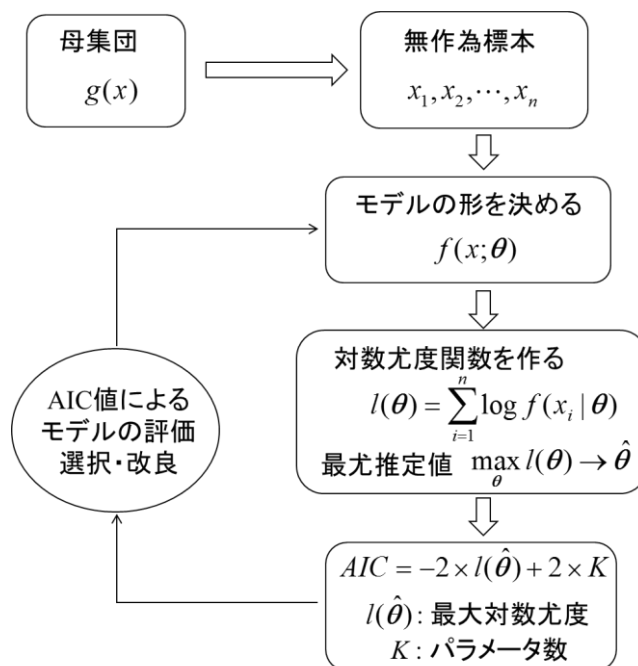 母集団
g(x)
無作為標本
x₁, x₂, ⋯, xₙ
モデルの形を決める
f(x;θ)
対数尤度関数を作る
l(θ) = ∑ᵢ₌₁ⁿ log f(xᵢ | θ)
最尤推定値 max_θ l(θ) → θ̂
AIC = −2 × l(θ̂) + 2 × K
l(θ̂) : 最大対数尤度
K : パラメータ数
AIC値による
モデルの評価
選択・改良